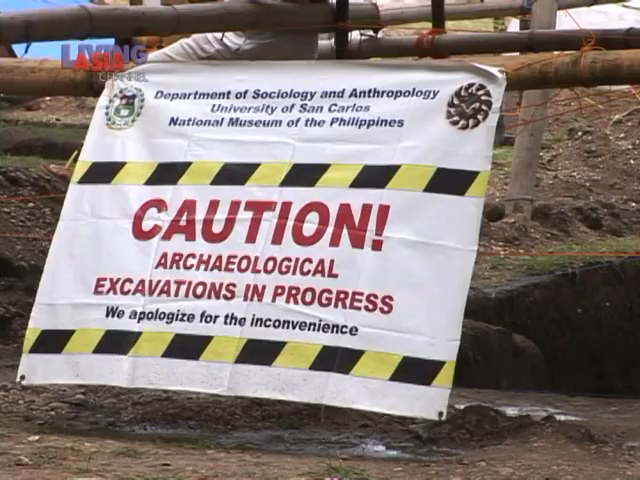 LIVING
ASIA
CHANNEL
Department of Sociology and Anthropology
University of San Carlos
National Museum of the Philippines
CAUTION!
ARCHAEOLOGICAL
EXCAVATIONS IN PROGRESS
We apologize for the inconvenience